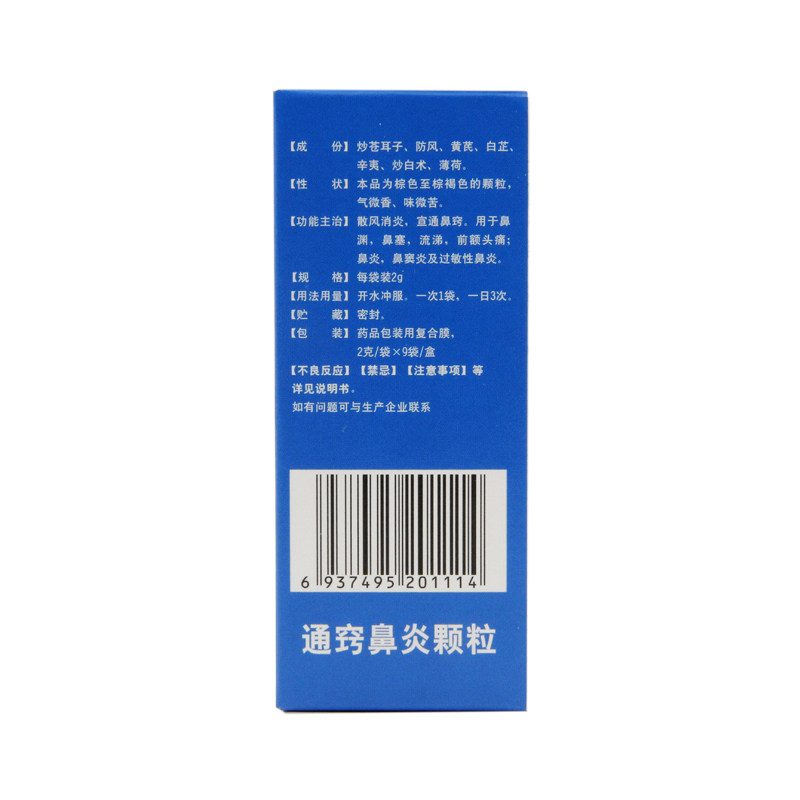 【成 份】炒苍耳子、防风、黄芪、白芷、
辛夷、炒白术、薄荷。
【性 状】本品为棕色至棕褐色的颗粒，
气微香、味微苦。
【功能主治】散风消炎，宣通鼻窍。用于鼻
渊，鼻塞，流涕，前额头痛；
鼻炎，鼻窦炎及过敏性鼻炎。
【规 格】每袋装2g
【用法用量】开水冲服。一次1袋，一日3次。
【贮 藏】密封。
【包 装】药品包装用复合膜，
2克/袋×9袋/盒
【不良反应】【禁忌】【注意事项】等
详见说明书。
如有问题可与生产企业联系
6 937495 201114
通窍鼻炎颗粒